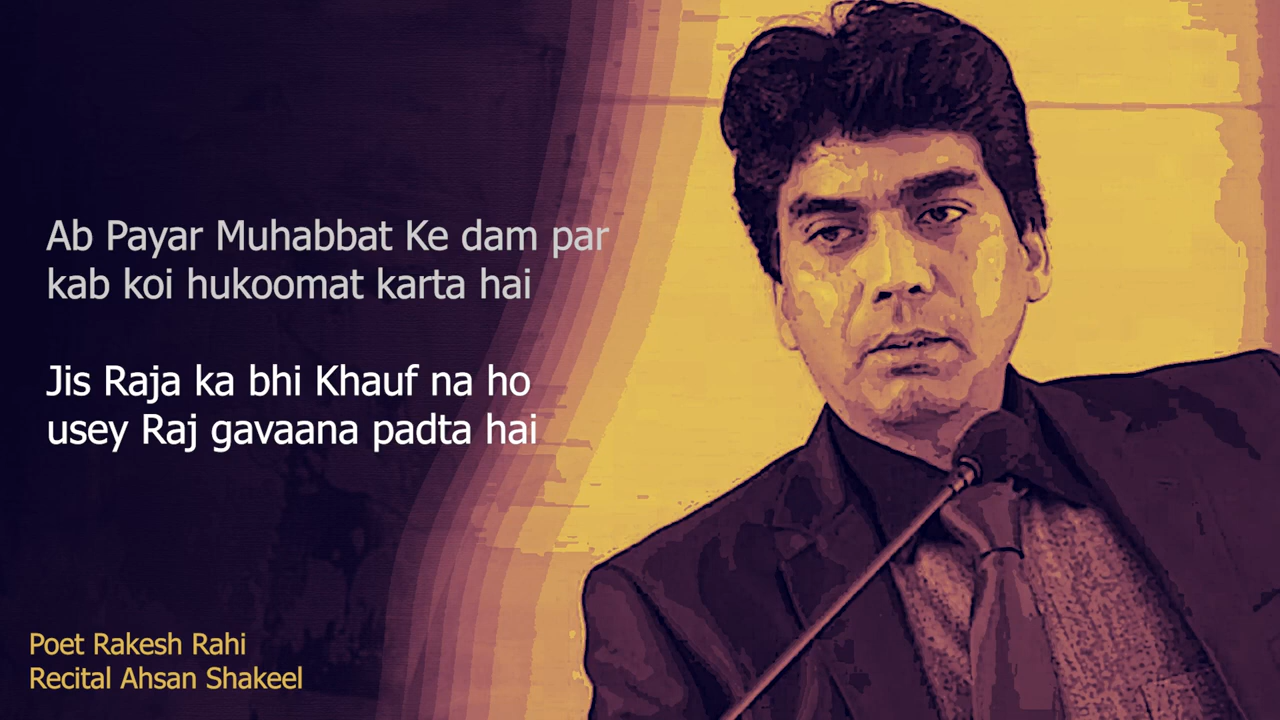 Ab Payar Muhabbat Ke dam par
kab koi hukoomat karta hai
Jis Raja ka bhi Khauf na ho
usey Raj gavaana padta hai
Poet Rakesh Rahi
Recital Ahsan Shakeel